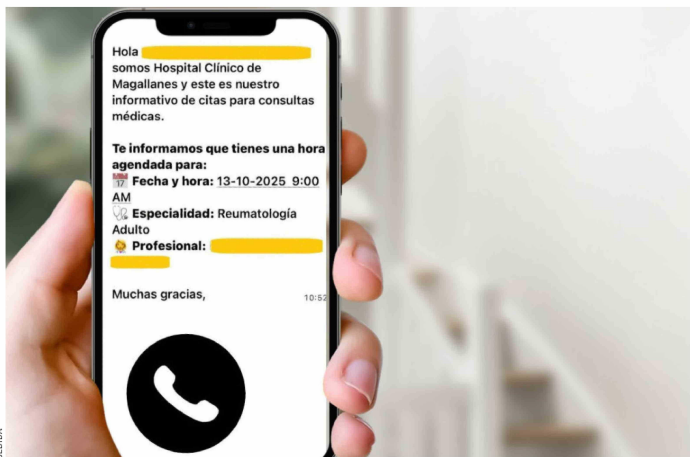 Hola
somos Hospital Clínico de
Magallanes y este es nuestro
informativo de citas para consultas
médicas.
Te informamos que tienes una hora
agendada para:
17 Fecha y hora: 13-10-2025 9:00
AM
Especialidad: Reumatología
Adulto
Profesional:
Muchas gracias,
10:52